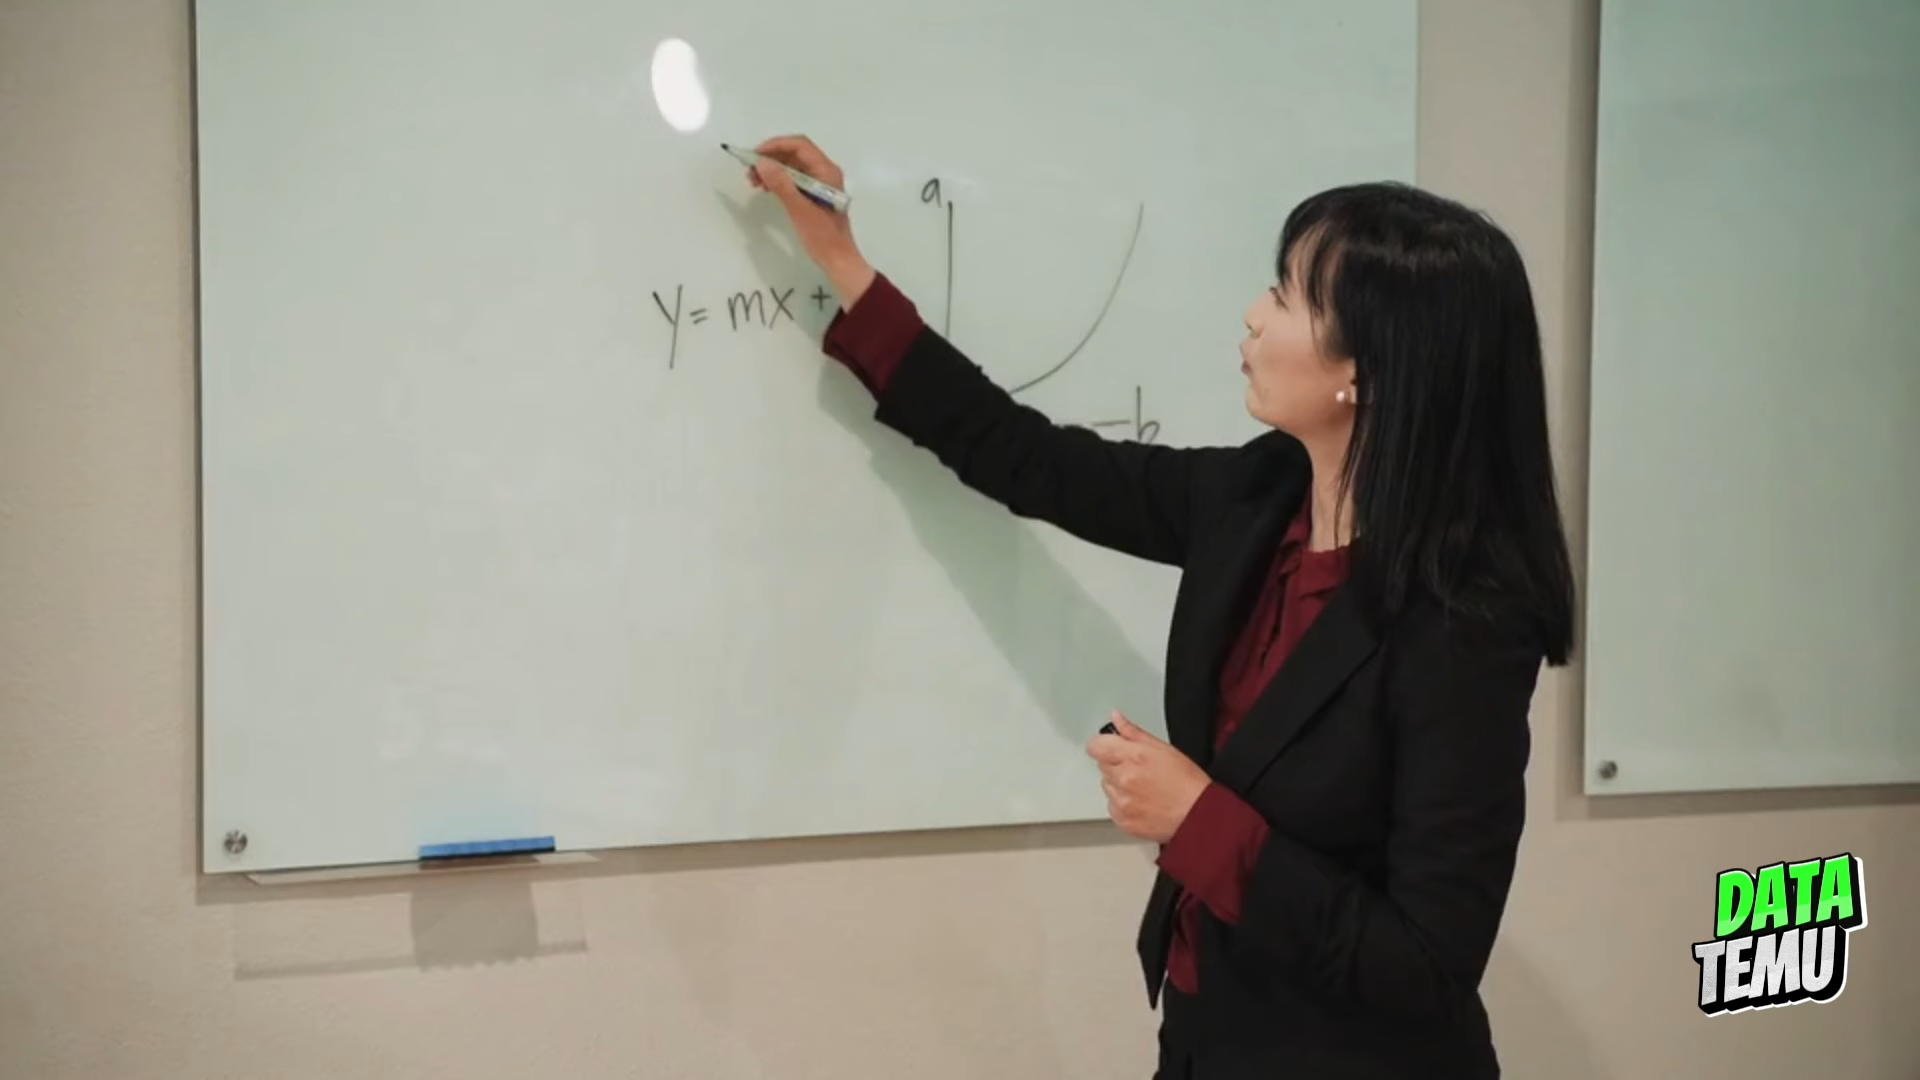 a
y = mx +
b
DATA
TEMU